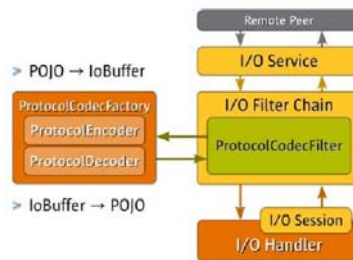 Remote Peer
I/O Service
> POJO → IoBuffer
I/O Filter Chain
ProtocolCodecFactory
ProtocolEncoder
ProtocolCodecFilter
ProtocolDecoder
> IoBuffer → POJO
I/O Session
I/O Handler